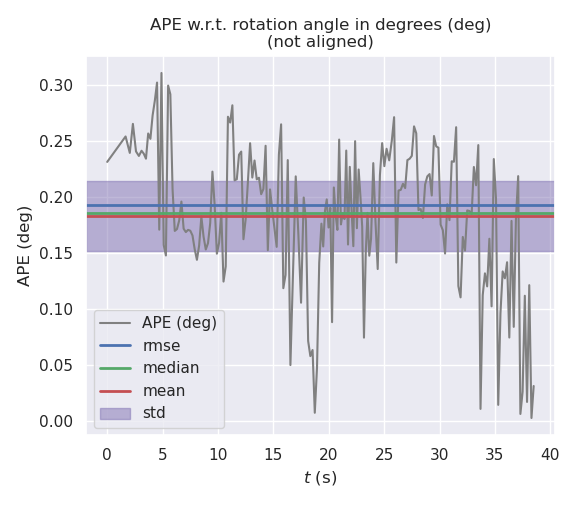 APE w.r.t. rotation angle in degrees (deg)
(not aligned)
APE (deg)
0.30
0.25
0.20
0.15
0.10
0.05
0.00
APE (deg)
rmse
median
mean
std
0 5 10 15 20 25 30 35 40
t (s)